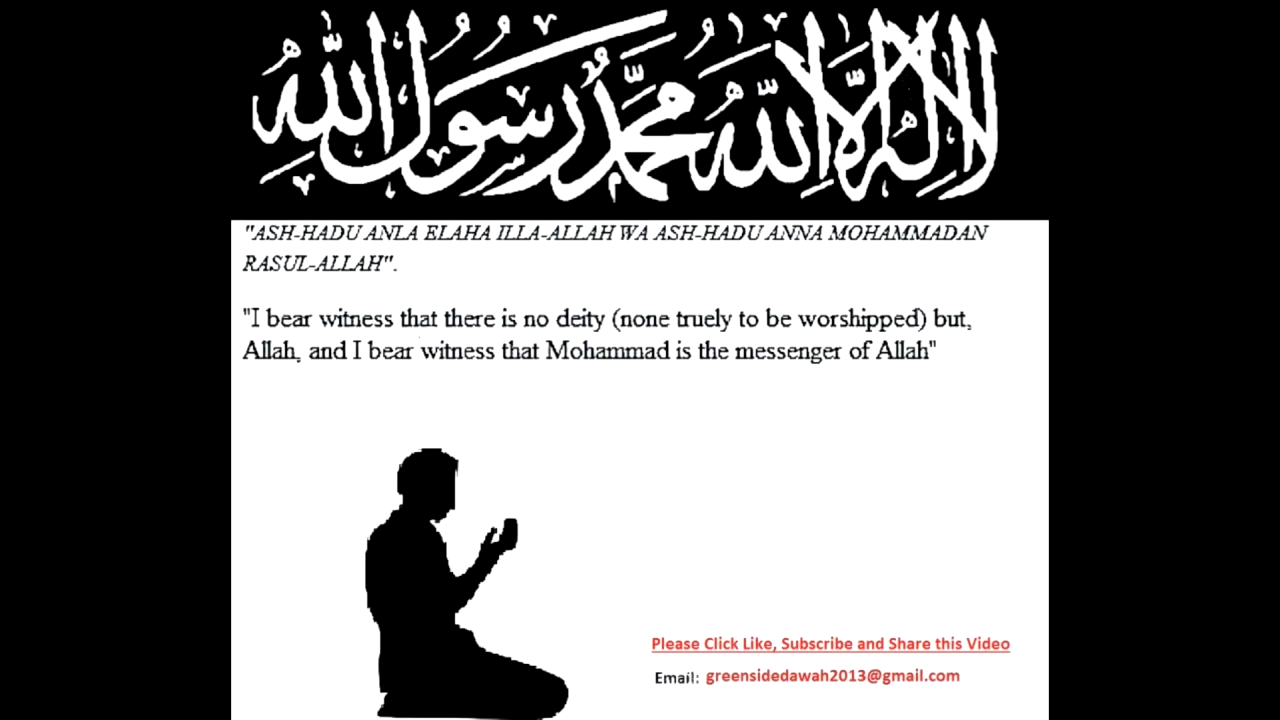 لا إله إلا الله محمد رسول الله
"ASH-HADU ANLA ELAHA ILLA-ALLAH WA ASH-HADU ANNA MOHAMMADAN
RASUL-ALLAH".
"I bear witness that there is no deity (none truely to be worshipped) but,
Allah, and I bear witness that Mohammad is the messenger of Allah"
Please Click Like, Subscribe and Share this Video
Email: greensidedawah2013@gmail.com